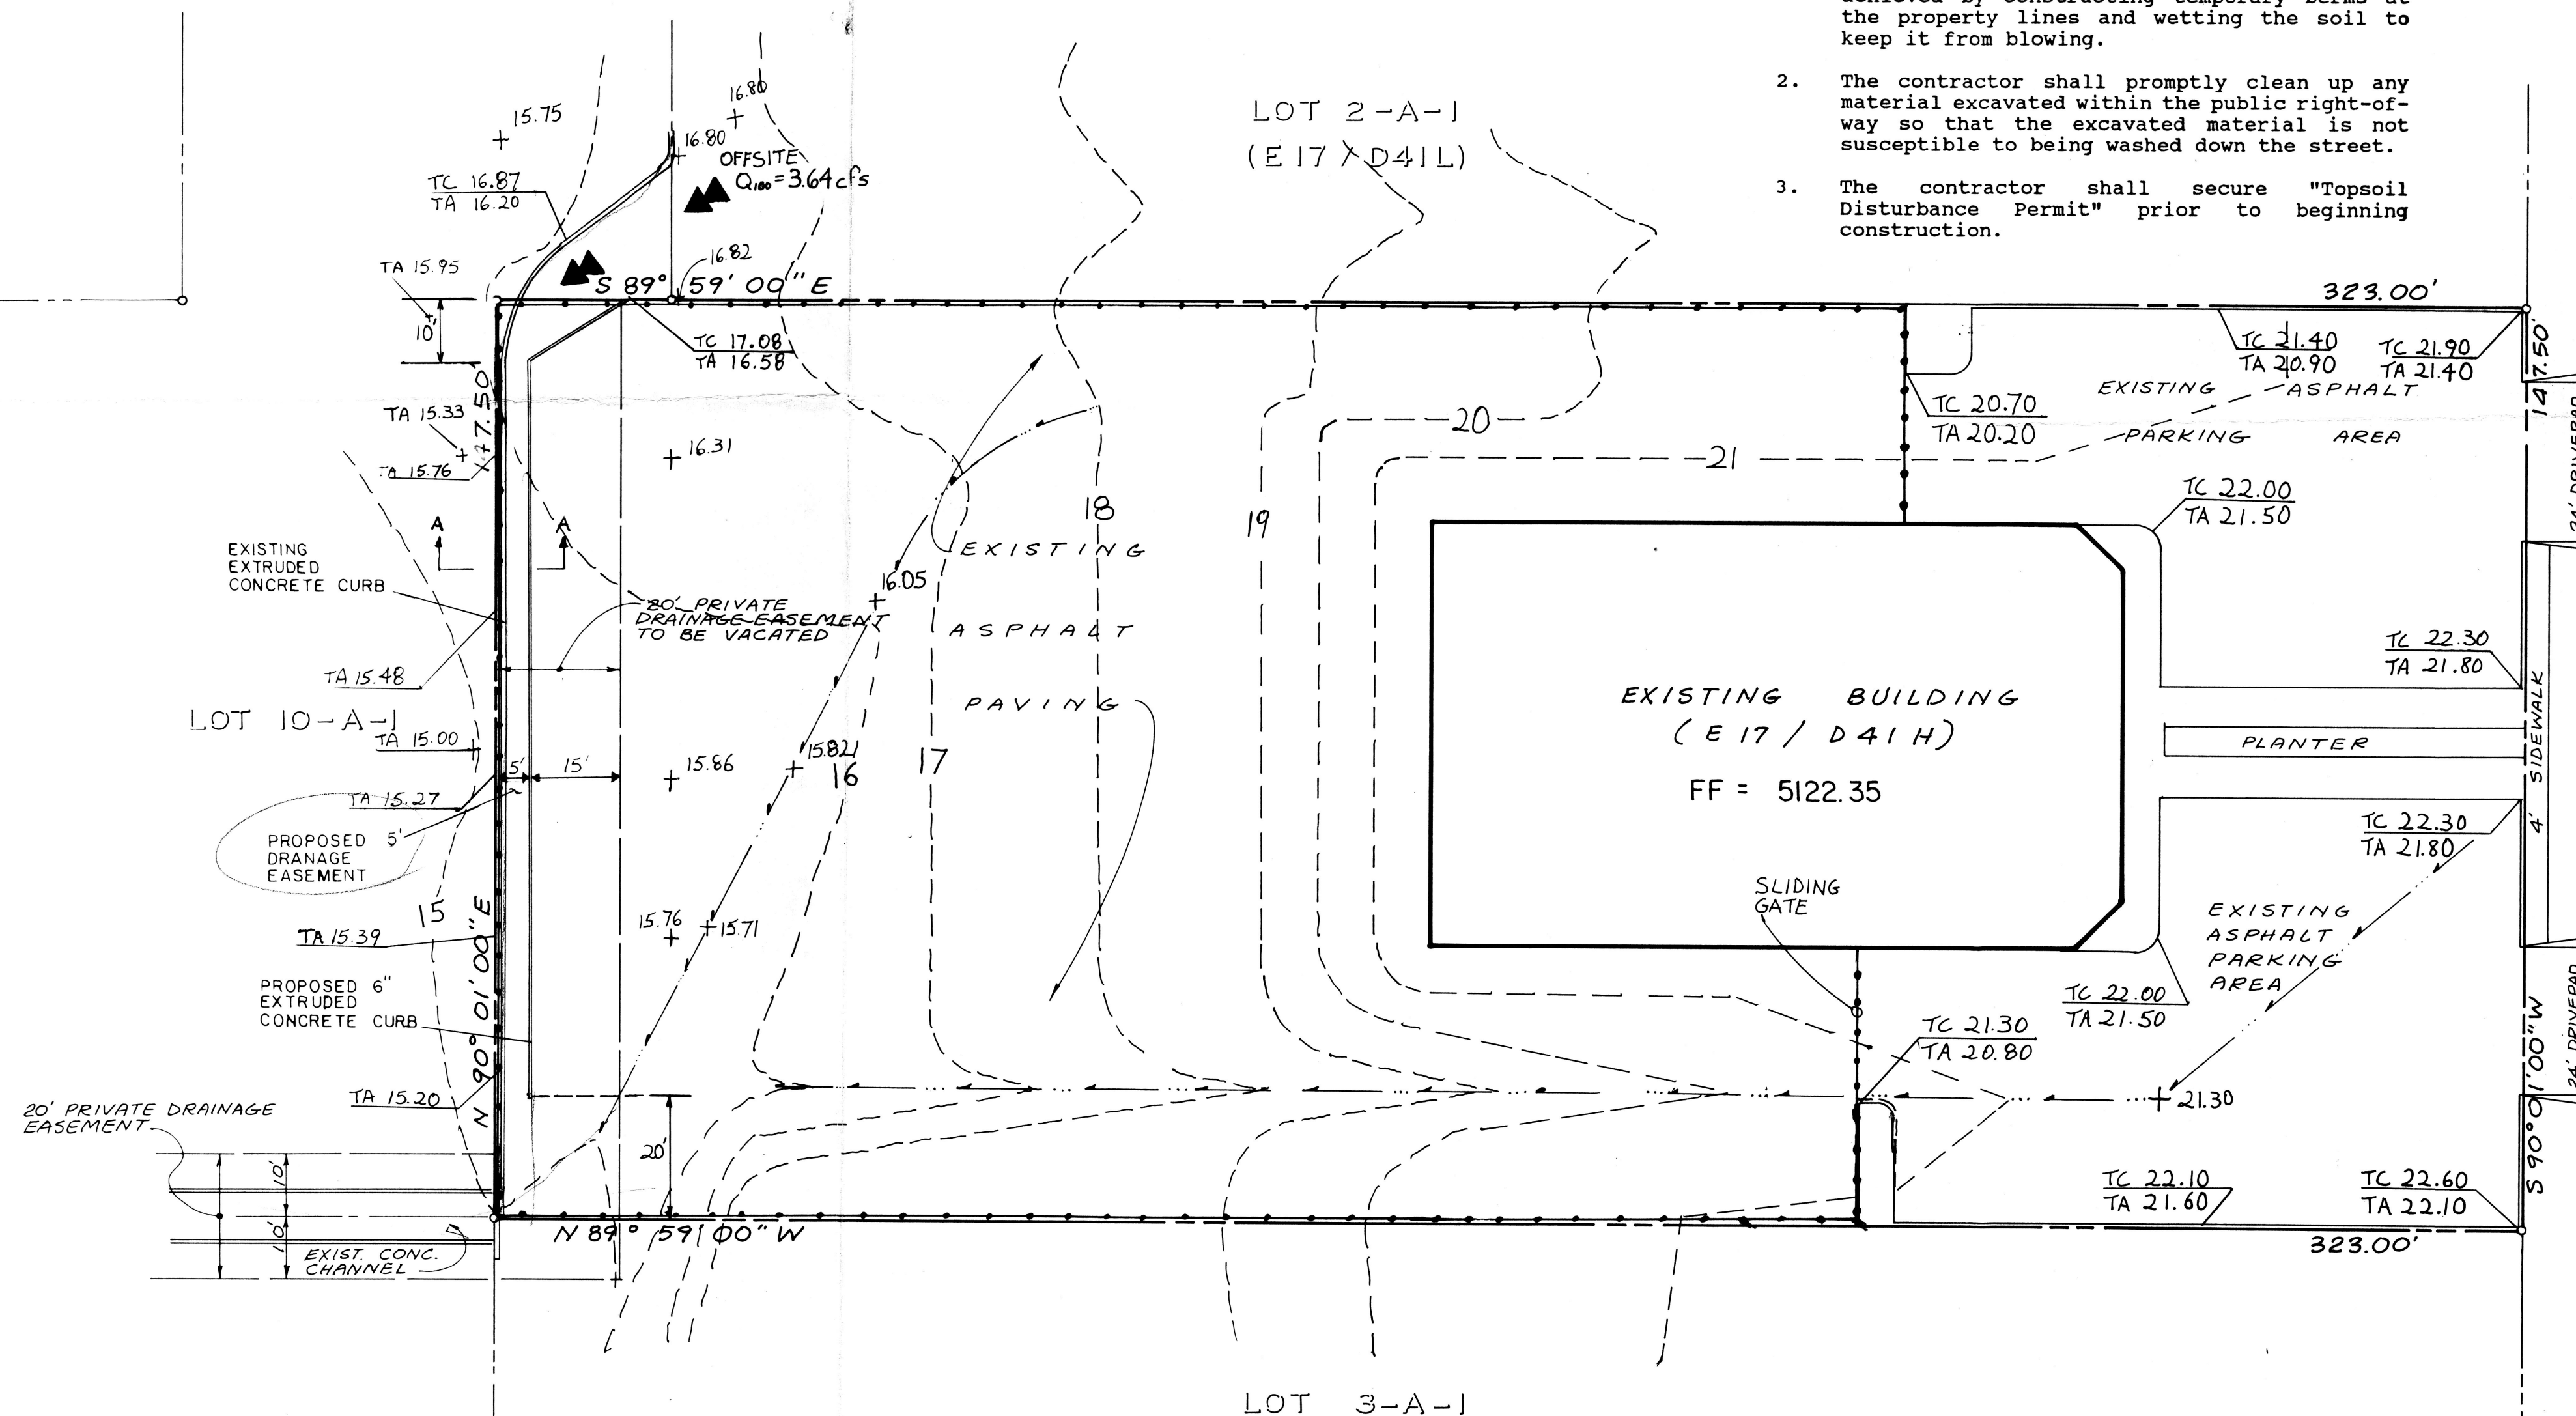 the property lines and wetting the soil to
keep it from blowing.
2. The contractor shall promptly clean up any
material excavated within the public right-of-
way so that the excavated material is not
susceptible to being washed down the street.
3. The contractor shall secure "Topsoil
Disturbance Permit" prior to beginning
construction.
15.75
16.80
16.80
OFFSITE
Q100 = 3.64 cfs
TC 16.87
TA 16.20
LOT 2-A-1
(E17 / D41L)
TA 15.95
16.82
S 89° 59' 00" E
323.00'
10'
TC 17.08
TA 16.58
TC 21.40
TA 20.90
TC 21.90
TA 21.40
147.50'
147.50'
EXISTING ASPHALT
PARKING AREA
TA 15.33
TA 15.76
16.31
20
21
TC 20.70
TA 20.20
24' DRIVEPAD
TC 22.00
TA 21.50
A A
18
19
EXISTING
EXTRUDED
CONCRETE CURB
EXISTING
ASPHALT
PAVING
16.05
20' PRIVATE
DRAINAGE EASEMENT
TO BE VACATED
TA 15.48
LOT 10-A-1
TA 15.00
5' 15'
15.86
15.82
16
17
EXISTING BUILDING
(E17 / D41H)
FF = 5122.35
TC 22.30
TA 21.80
PLANTER
4' SIDEWALK
TA 15.27
PROPOSED 5'
DRANAGE
EASEMENT
TC 22.30
TA 21.80
15
TA 15.39
15.76
15.71
SLIDING
GATE
EXISTING
ASPHALT
PARKING
AREA
PROPOSED 6"
EXTRUDED
CONCRETE CURB
N 90° 01' 00" E
TC 22.00
TA 21.50
TC 21.30
TA 20.80
S 90° 01' 00" W
24' DRIVEPAD
TA 15.20
20' PRIVATE DRAINAGE
EASEMENT
21.30
20'
10'
10'
TC 22.10
TA 21.60
TC 22.60
TA 22.10
EXIST. CONC.
CHANNEL
N 89° 59' 00" W
323.00'
LOT 3-A-1